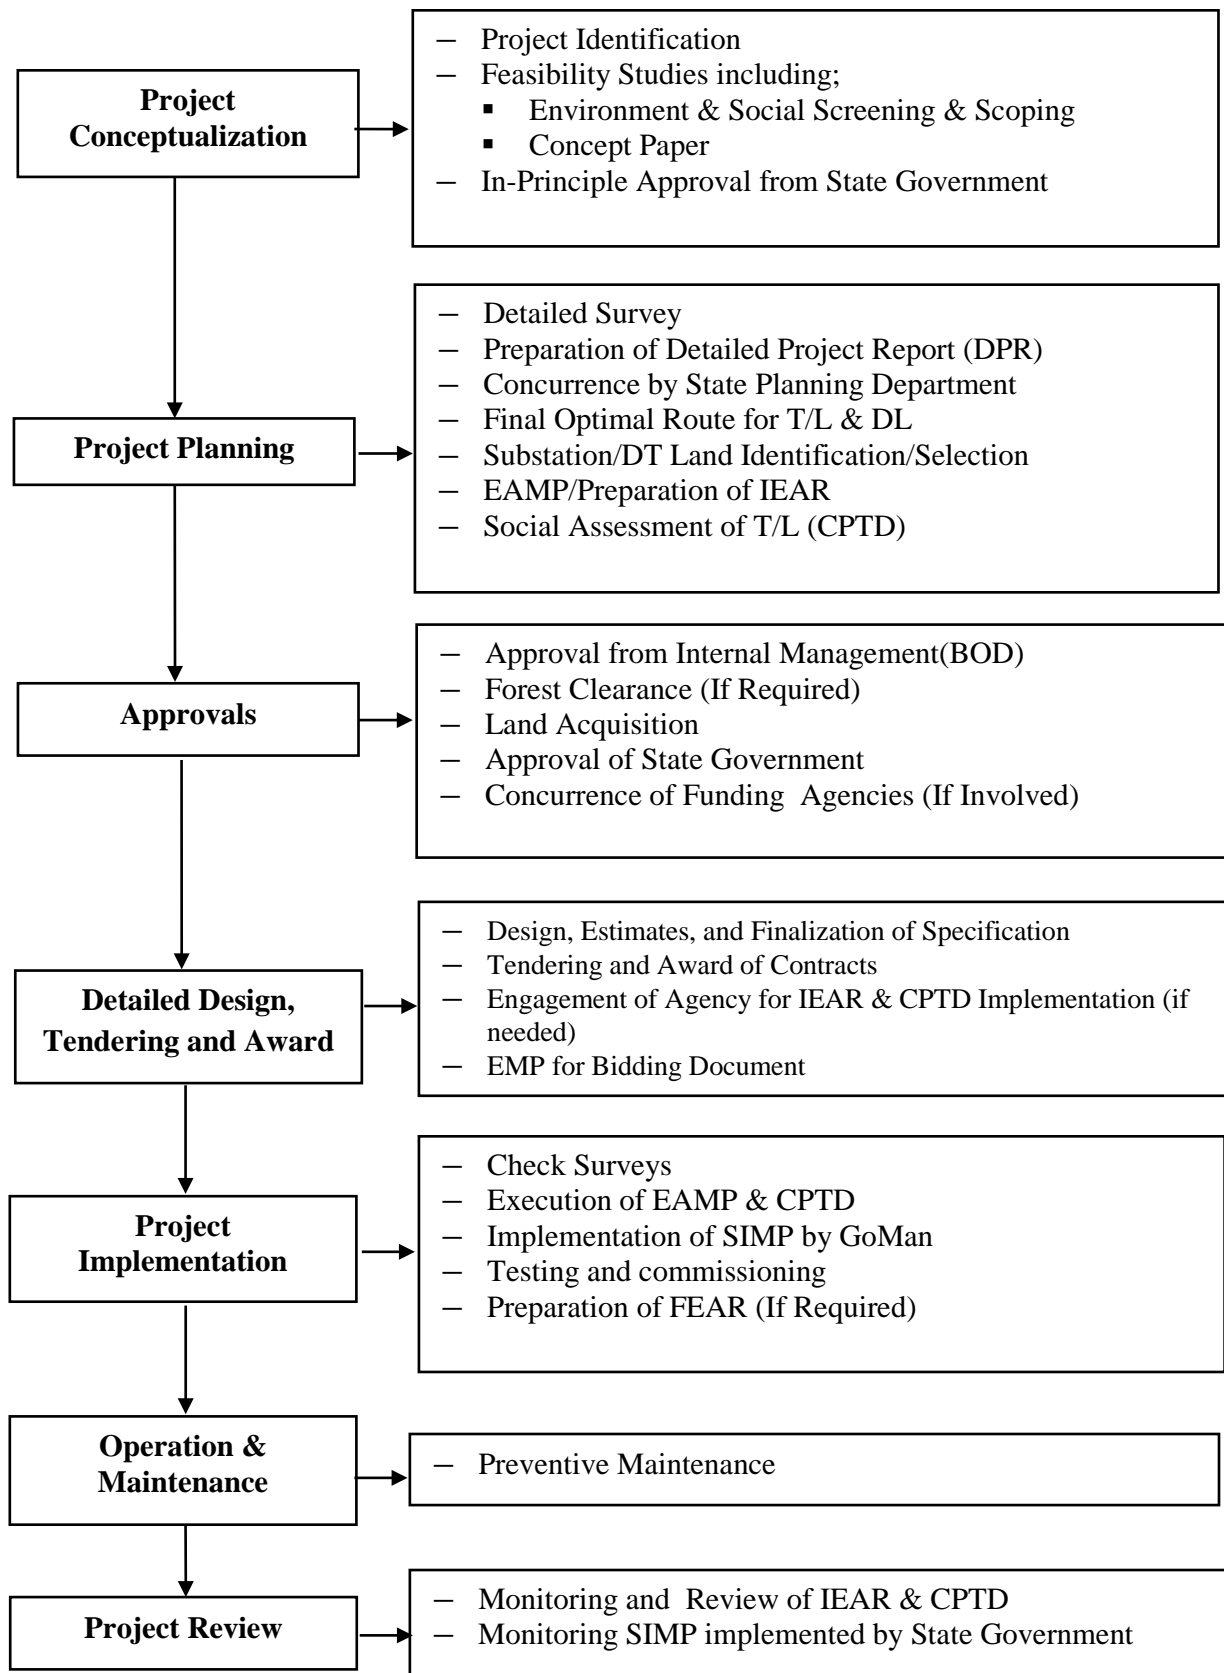 Project
Conceptualization
— Project Identification
— Feasibility Studies including;
▪ Environment & Social Screening & Scoping
▪ Concept Paper
— In-Principle Approval from State Government
Project Planning
— Detailed Survey
— Preparation of Detailed Project Report (DPR)
— Concurrence by State Planning Department
— Final Optimal Route for T/L & DL
— Substation/DT Land Identification/Selection
— EAMP/Preparation of IEAR
— Social Assessment of T/L (CPTD)
Approvals
— Approval from Internal Management(BOD)
— Forest Clearance (If Required)
— Land Acquisition
— Approval of State Government
— Concurrence of Funding Agencies (If Involved)
Detailed Design,
Tendering and Award
— Design, Estimates, and Finalization of Specification
— Tendering and Award of Contracts
— Engagement of Agency for IEAR & CPTD Implementation (if
needed)
— EMP for Bidding Document
Project
Implementation
— Check Surveys
— Execution of EAMP & CPTD
— Implementation of SIMP by GoMan
— Testing and commissioning
— Preparation of FEAR (If Required)
Operation &
Maintenance
— Preventive Maintenance
Project Review
— Monitoring and Review of IEAR & CPTD
— Monitoring SIMP implemented by State Government